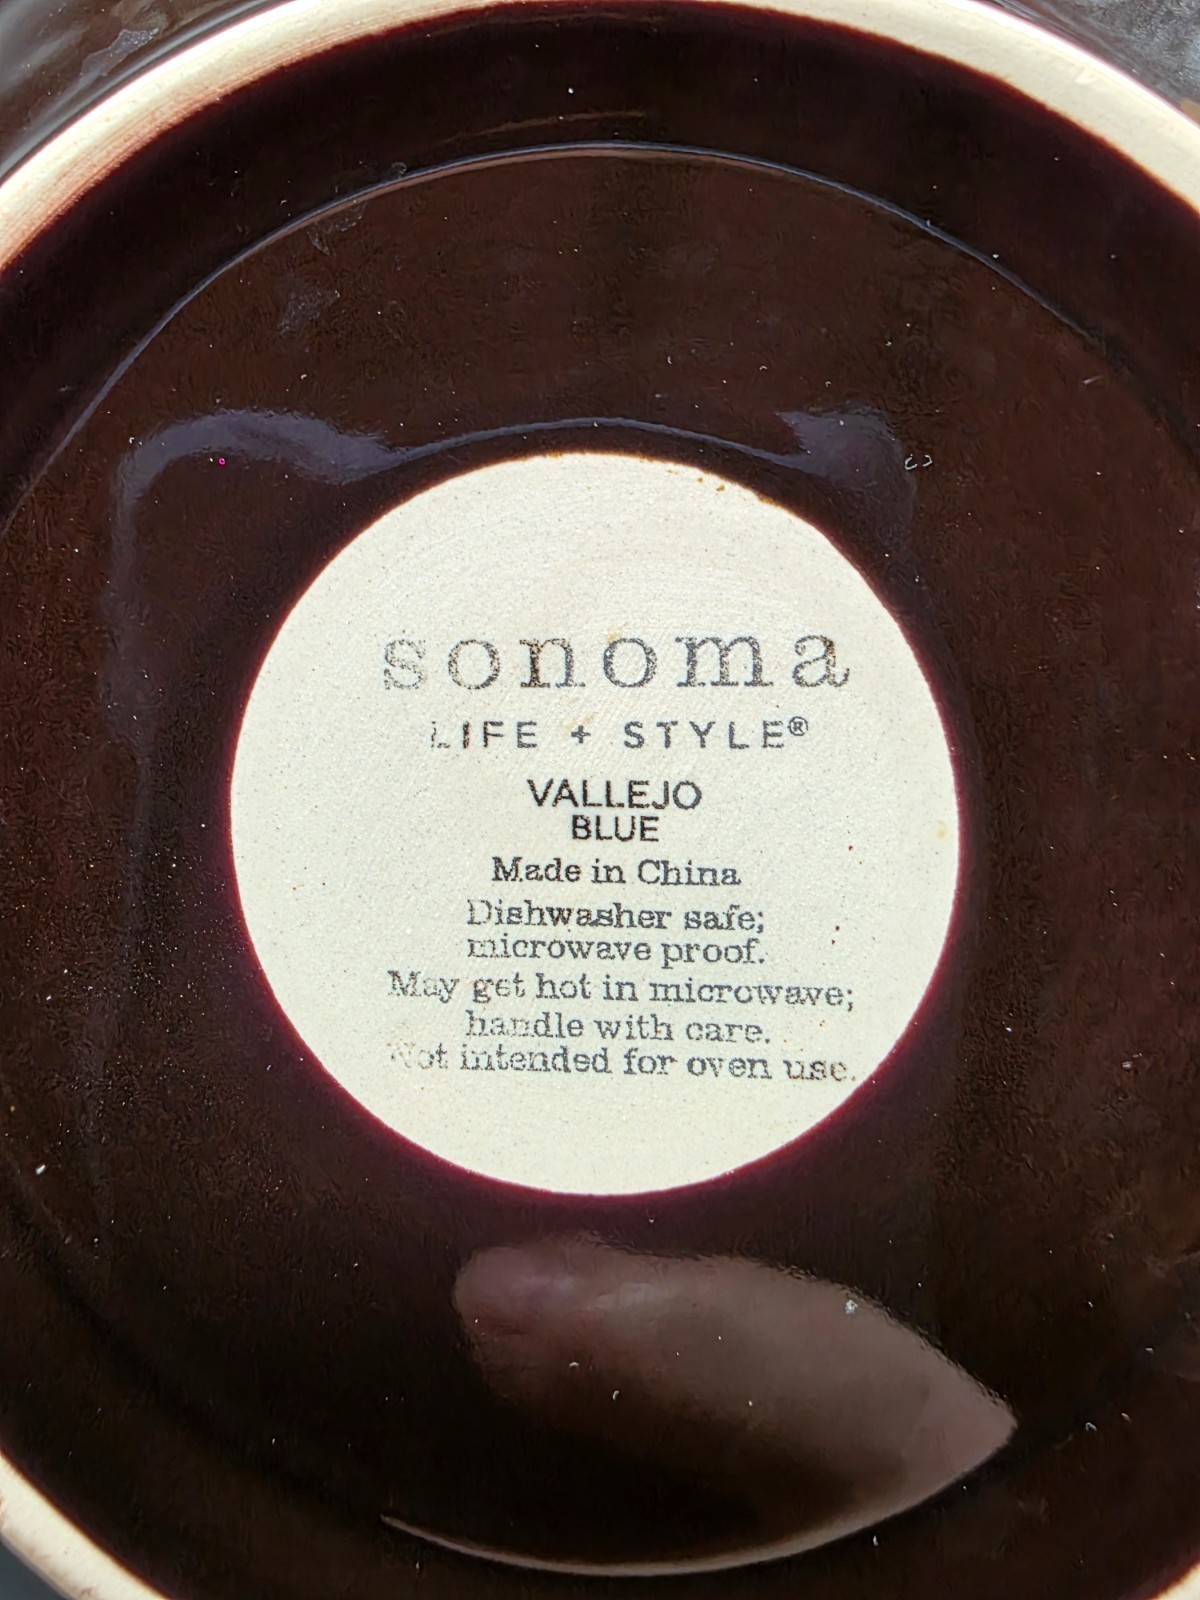 sonoma
LIFE + STYLE®
VALLEJO
BLUE
Made in China
Dishwasher safe;
microwave proof.
May get hot in microwave;
handle with care.
Not intended for oven use.